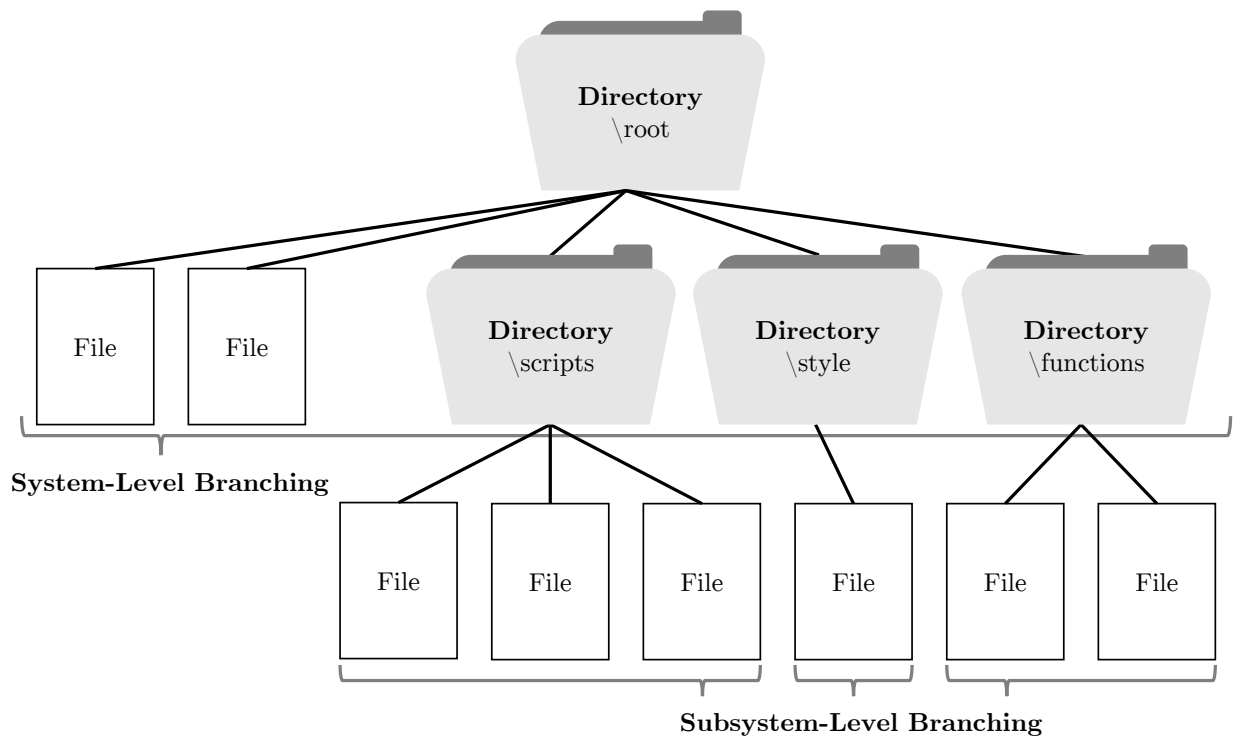 Directory
\root
File
File
Directory
\scripts
Directory
\style
Directory
\functions
System-Level Branching
File
File
File
File
File
File
Subsystem-Level Branching